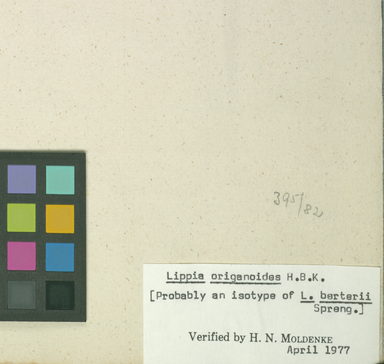 395/82
Lippia origanoides H.B.K.
[Probably an isotype of L. berterii
Spreng.]
Verified by H. N. MOLDENKE
April 1977